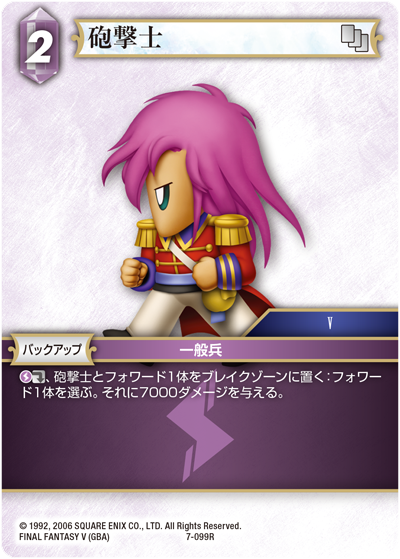 2
砲撃士
V
バックアップ
一般兵
、砲撃士とフォワード1体をブレイクゾーンに置く:フォワー
ド1体を選ぶ。それに7000ダメージを与える。
© 1992, 2006 SQUARE ENIX CO., LTD. All Rights Reserved.
FINAL FANTASY V (GBA)
7-099R